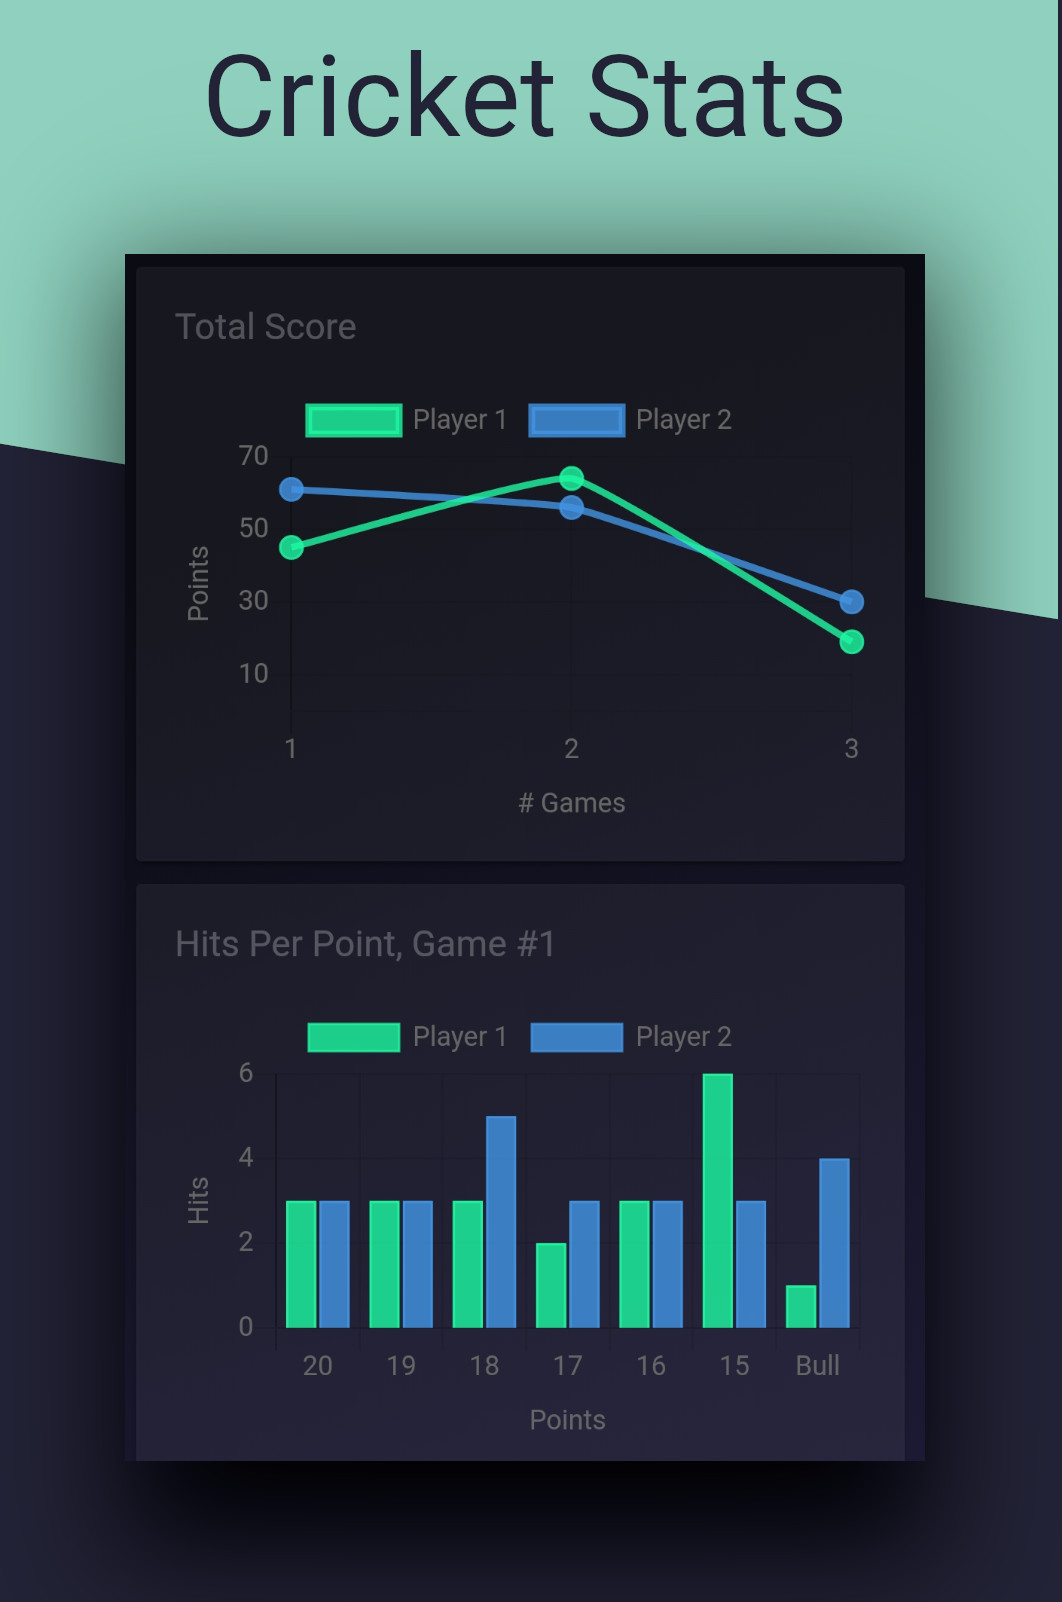 Cricket Stats
Total Score
Player 1 Player 2
70
50
30
10
Points
1 2 3
# Games
Hits Per Point, Game #1
Player 1 Player 2
6
4
2
0
Hits
20 19 18 17 16 15 Bull
Points